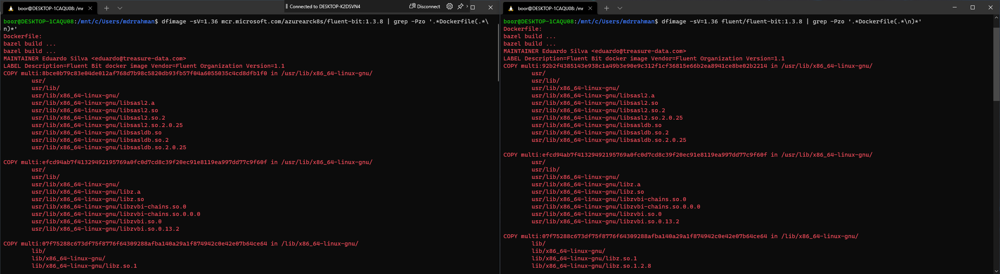 boor@DESKTOP-1CAQU08: /mr
Connected to DESKTOP-K2DSVN4
Disconnect
boor@DESKTOP-1CAQU08:/mnt/c/Users/mdrrahman$ dfimage -sV=1.36 mcr.microsoft.com/azurearck8s/fluent-bit:1.3.8 | grep -Pzo '.*Dockerfile(.*\
n)*'
Dockerfile:
bazel build ...
bazel build ...
MAINTAINER Eduardo Silva <eduardo@treasure-data.com>
LABEL Description=Fluent Bit docker image Vendor=Fluent Organization Version=1.1
COPY multi:8bce0b79c83e04de012af768d7b98c5820db93fb57f04a6055035c4cd8dfb1f0 in /usr/lib/x86_64-linux-gnu/
usr/
usr/lib/
usr/lib/x86_64-linux-gnu/
usr/lib/x86_64-linux-gnu/libsasl2.a
usr/lib/x86_64-linux-gnu/libsasl2.so
usr/lib/x86_64-linux-gnu/libsasl2.so.2
usr/lib/x86_64-linux-gnu/libsasl2.so.2.0.25
usr/lib/x86_64-linux-gnu/libsasldb.so
usr/lib/x86_64-linux-gnu/libsasldb.so.2
usr/lib/x86_64-linux-gnu/libsasldb.so.2.0.25
COPY multi:efcd94ab7f41329492195769a0fc0d7cd8c39f20ec91e8119ea997dd77c9f60f in /usr/lib/x86_64-linux-gnu/
usr/
usr/lib/
usr/lib/x86_64-linux-gnu/
usr/lib/x86_64-linux-gnu/libz.a
usr/lib/x86_64-linux-gnu/libz.so
usr/lib/x86_64-linux-gnu/libzvbi-chains.so.0
usr/lib/x86_64-linux-gnu/libzvbi-chains.so.0.0.0
usr/lib/x86_64-linux-gnu/libzvbi.so.0
usr/lib/x86_64-linux-gnu/libzvbi.so.0.13.2
COPY multi:07f75288c673df75f8776f64309288afba140a29a1f874942c0e42e07b64ce64 in /lib/x86_64-linux-gnu/
lib/
lib/x86_64-linux-gnu/
lib/x86_64-linux-gnu/libz.so.1
boor@DESKTOP-1CAQU08: /mr
boor@DESKTOP-1CAQU08:/mnt/c/Users/mdrrahman$ dfimage -sV=1.36 fluent/fluent-bit:1.3.8 | grep -Pzo '.*Dockerfile(.*\n)*'
Dockerfile:
bazel build ...
bazel build ...
MAINTAINER Eduardo Silva <eduardo@treasure-data.com>
LABEL Description=Fluent Bit docker image Vendor=Fluent Organization Version=1.1
COPY multi:92b2f4385143e938c1a49b3e90e9c312f1cf36815e66b2ea8941ce8be02b2214 in /usr/lib/x86_64-linux-gnu/
usr/
usr/lib/
usr/lib/x86_64-linux-gnu/
usr/lib/x86_64-linux-gnu/libsasl2.a
usr/lib/x86_64-linux-gnu/libsasl2.so
usr/lib/x86_64-linux-gnu/libsasl2.so.2
usr/lib/x86_64-linux-gnu/libsasl2.so.2.0.25
usr/lib/x86_64-linux-gnu/libsasldb.so
usr/lib/x86_64-linux-gnu/libsasldb.so.2
usr/lib/x86_64-linux-gnu/libsasldb.so.2.0.25
COPY multi:efcd94ab7f41329492195769a0fc0d7cd8c39f20ec91e8119ea997dd77c9f60f in /usr/lib/x86_64-linux-gnu/
usr/
usr/lib/
usr/lib/x86_64-linux-gnu/
usr/lib/x86_64-linux-gnu/libz.a
usr/lib/x86_64-linux-gnu/libz.so
usr/lib/x86_64-linux-gnu/libzvbi-chains.so.0
usr/lib/x86_64-linux-gnu/libzvbi-chains.so.0.0.0
usr/lib/x86_64-linux-gnu/libzvbi.so.0
usr/lib/x86_64-linux-gnu/libzvbi.so.0.13.2
COPY multi:07f75288c673df75f8776f64309288afba140a29a1f874942c0e42e07b64ce64 in /lib/x86_64-linux-gnu/
lib/
lib/x86_64-linux-gnu/
lib/x86_64-linux-gnu/libz.so.1
lib/x86_64-linux-gnu/libz.so.1.2.8